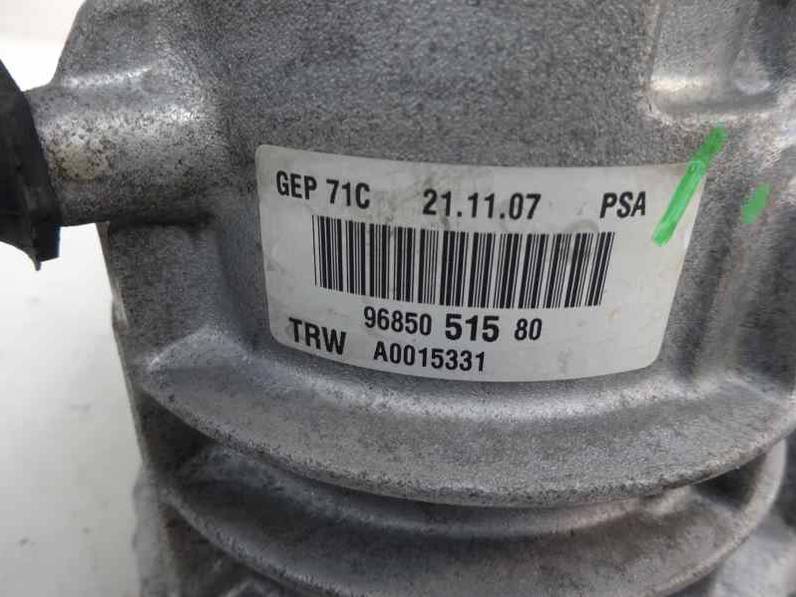 GEP 71C 21.11.07 PSA
96850 515 80
TRW A0015331